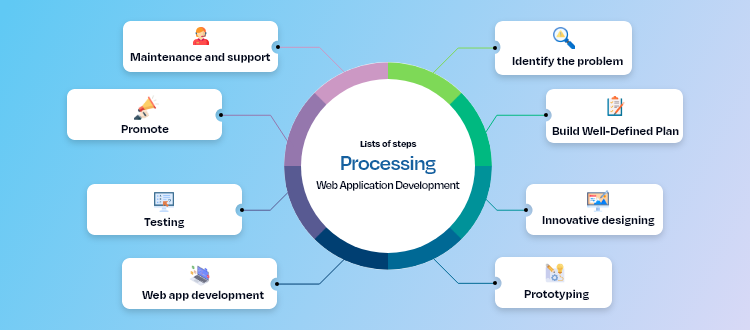 Lists of steps
Processing
Web Application Development
Identify the problem
Build Well-Defined Plan
Innovative designing
Prototyping
Web app development
Testing
Promote
Maintenance and support